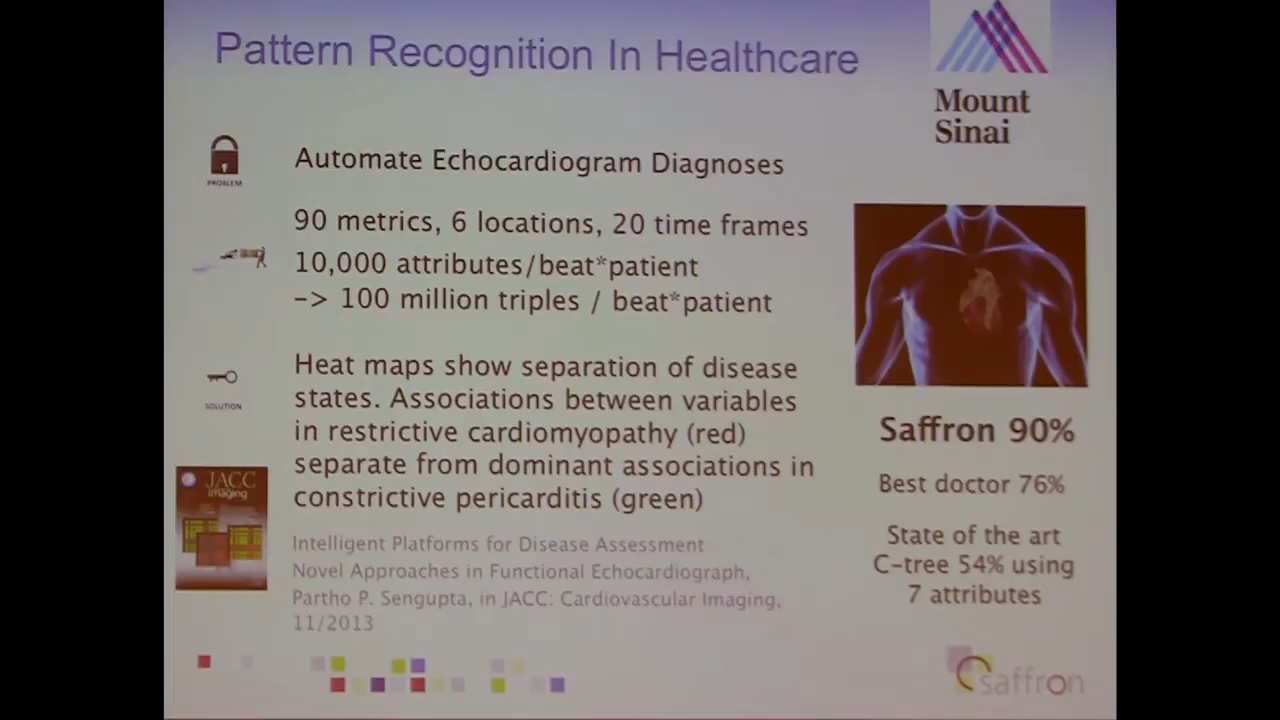 Pattern Recognition In Healthcare
Mount
Sinai
PROBLEM
Automate Echocardiogram Diagnoses
90 metrics, 6 locations, 20 time frames
10,000 attributes/beat*patient
-> 100 million triples / beat*patient
SOLUTION
Heat maps show separation of disease
states. Associations between variables
in restrictive cardiomyopathy (red)
separate from dominant associations in
constrictive pericarditis (green)
JACC
Imaging
Intelligent Platforms for Disease Assessment
Novel Approaches in Functional Echocardiograph,
Partho P. Sengupta, in JACC: Cardiovascular Imaging,
11/2013
Saffron 90%
Best doctor 76%
State of the art
C-tree 54% using
7 attributes
saffron